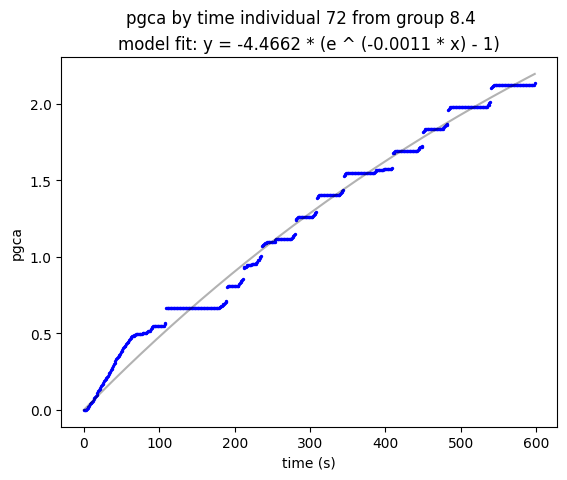 pgca by time individual 72 from group 8.4
model fit: y = -4.4662 * (e ^ (-0.0011 * x) - 1)
2.0
1.5
1.0
0.5
0.0
pgca
0 100 200 300 400 500 600
time (s)